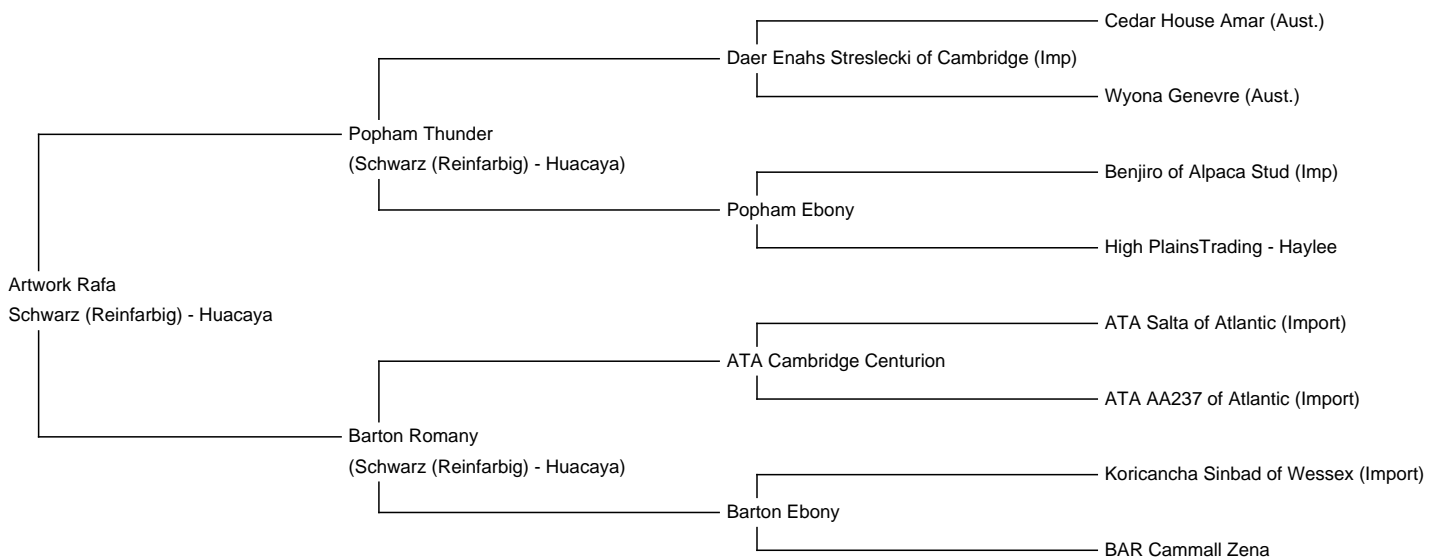 Cedar House Amar (Aust.)
Daer Enahs Streslecki of Cambridge (Imp)
Wyona Genevre (Aust.)
Popham Thunder
(Schwarz (Reinfarbig) - Huacaya)
Benjiro of Alpaca Stud (Imp)
Popham Ebony
High PlainsTrading - Haylee
Artwork Rafa
Schwarz (Reinfarbig) - Huacaya
ATA Salta of Atlantic (Import)
ATA Cambridge Centurion
ATA AA237 of Atlantic (Import)
Barton Romany
(Schwarz (Reinfarbig) - Huacaya)
Koricancha Sinbad of Wessex (Import)
Barton Ebony
BAR Cammall Zena